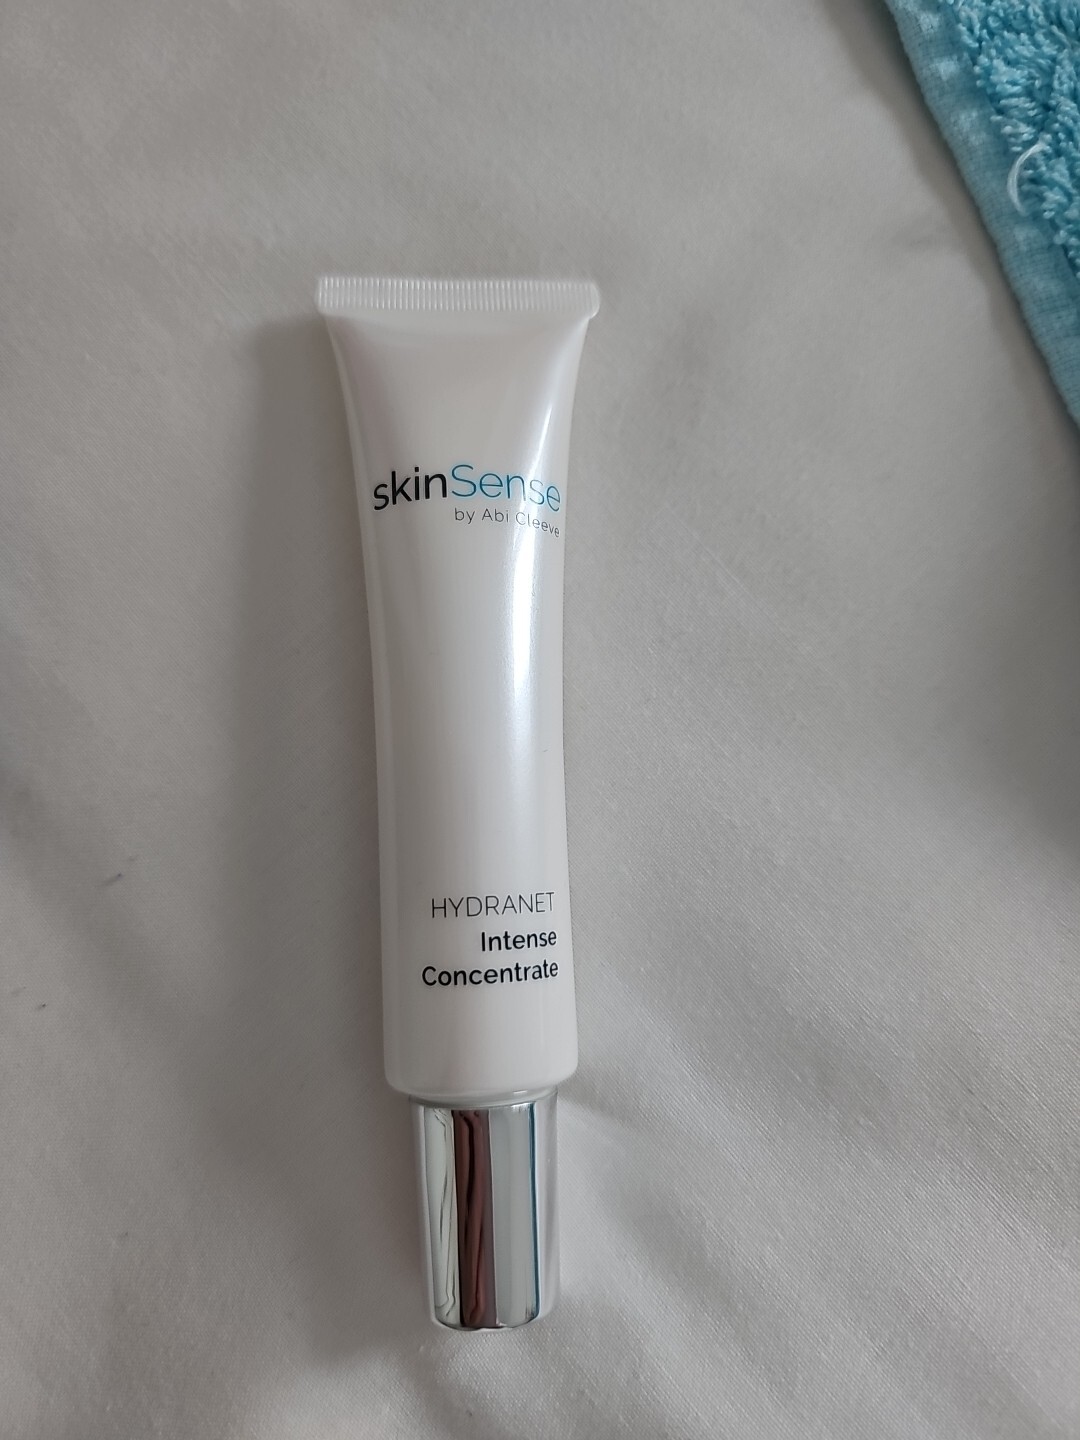 skinSense
by Abi Cleeve
HYDRANET
Intense
Concentrate